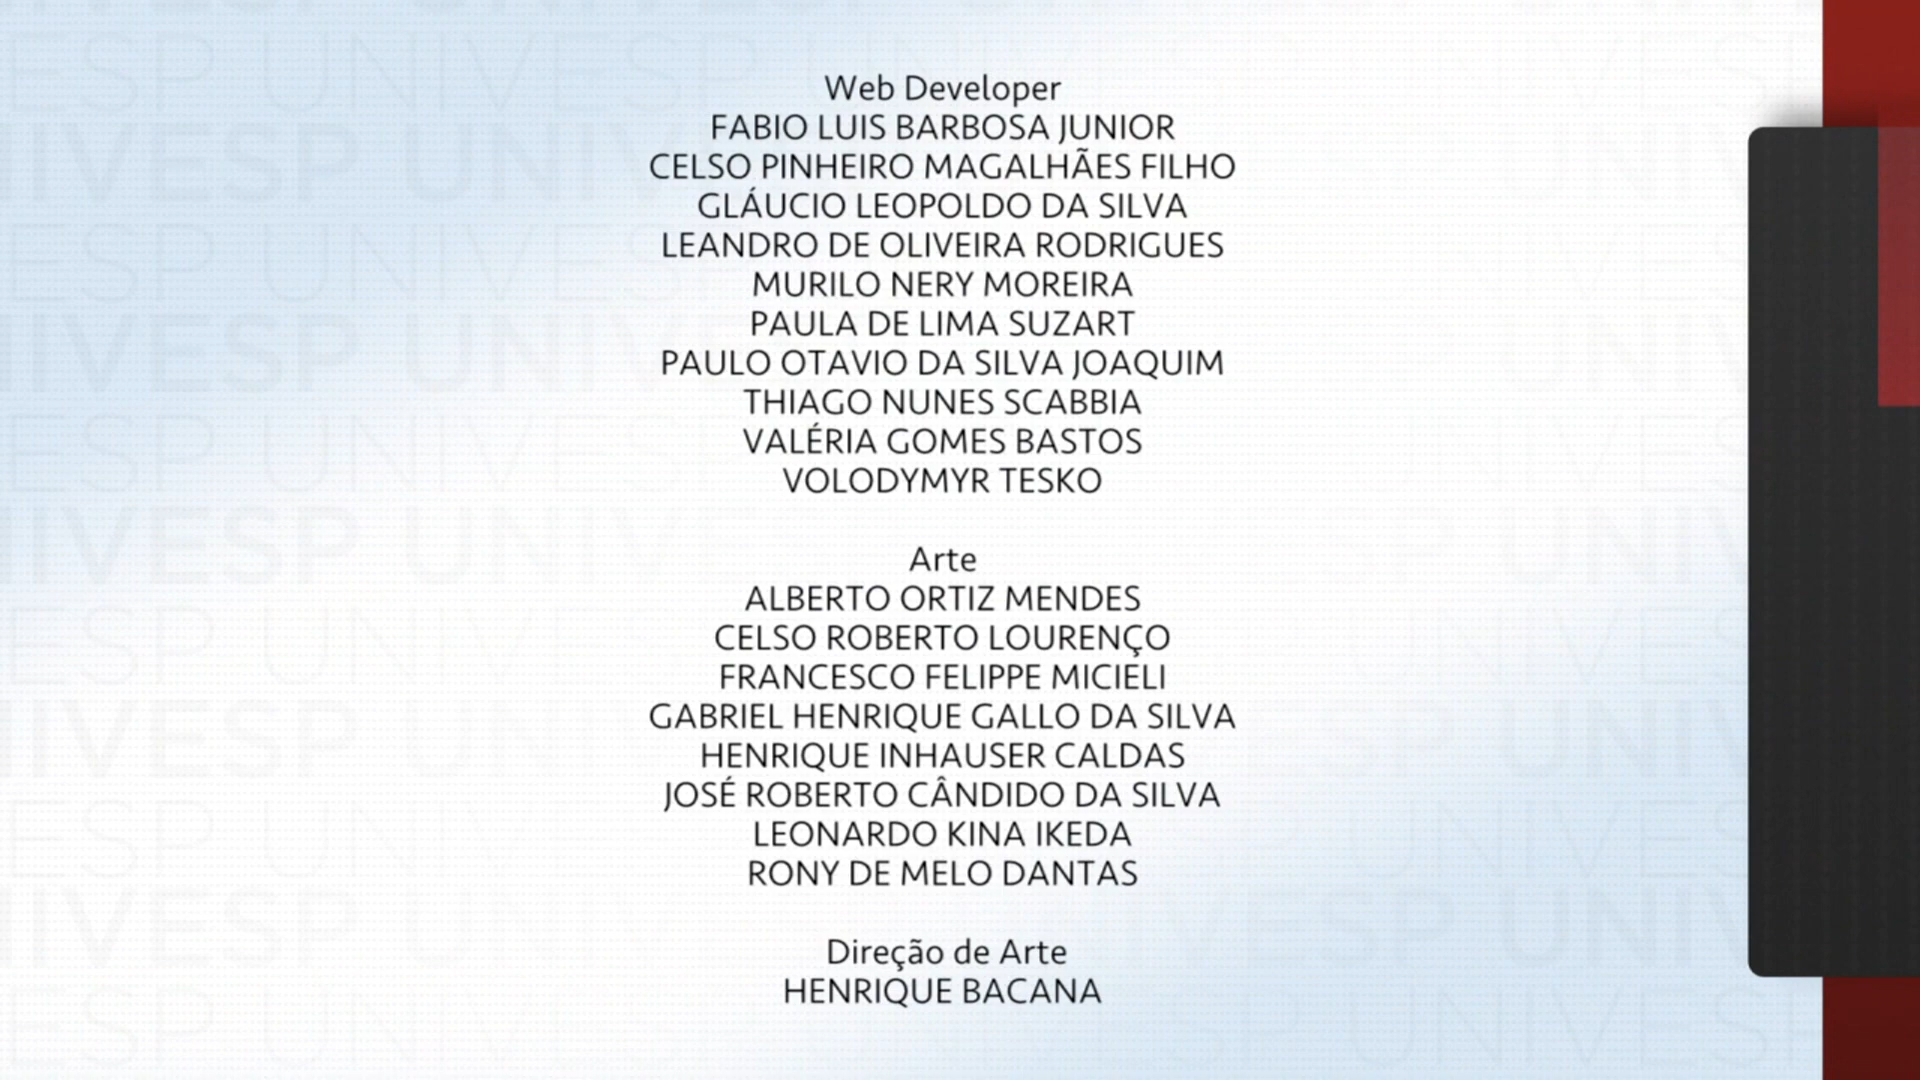 Web Developer
FABIO LUIS BARBOSA JUNIOR
CELSO PINHEIRO MAGALHÃES FILHO
GLÁUCIO LEOPOLDO DA SILVA
LEANDRO DE OLIVEIRA RODRIGUES
MURILO NERY MOREIRA
PAULA DE LIMA SUZART
PAULO OTAVIO DA SILVA JOAQUIM
THIAGO NUNES SCABBIA
VALÉRIA GOMES BASTOS
VOLODYMYR TESKO
Arte
ALBERTO ORTIZ MENDES
CELSO ROBERTO LOURENÇO
FRANCESCO FELIPPE MICIELI
GABRIEL HENRIQUE GALLO DA SILVA
HENRIQUE INHAUSER CALDAS
JOSÉ ROBERTO CÂNDIDO DA SILVA
LEONARDO KINA IKEDA
RONY DE MELO DANTAS
Direção de Arte
HENRIQUE BACANA